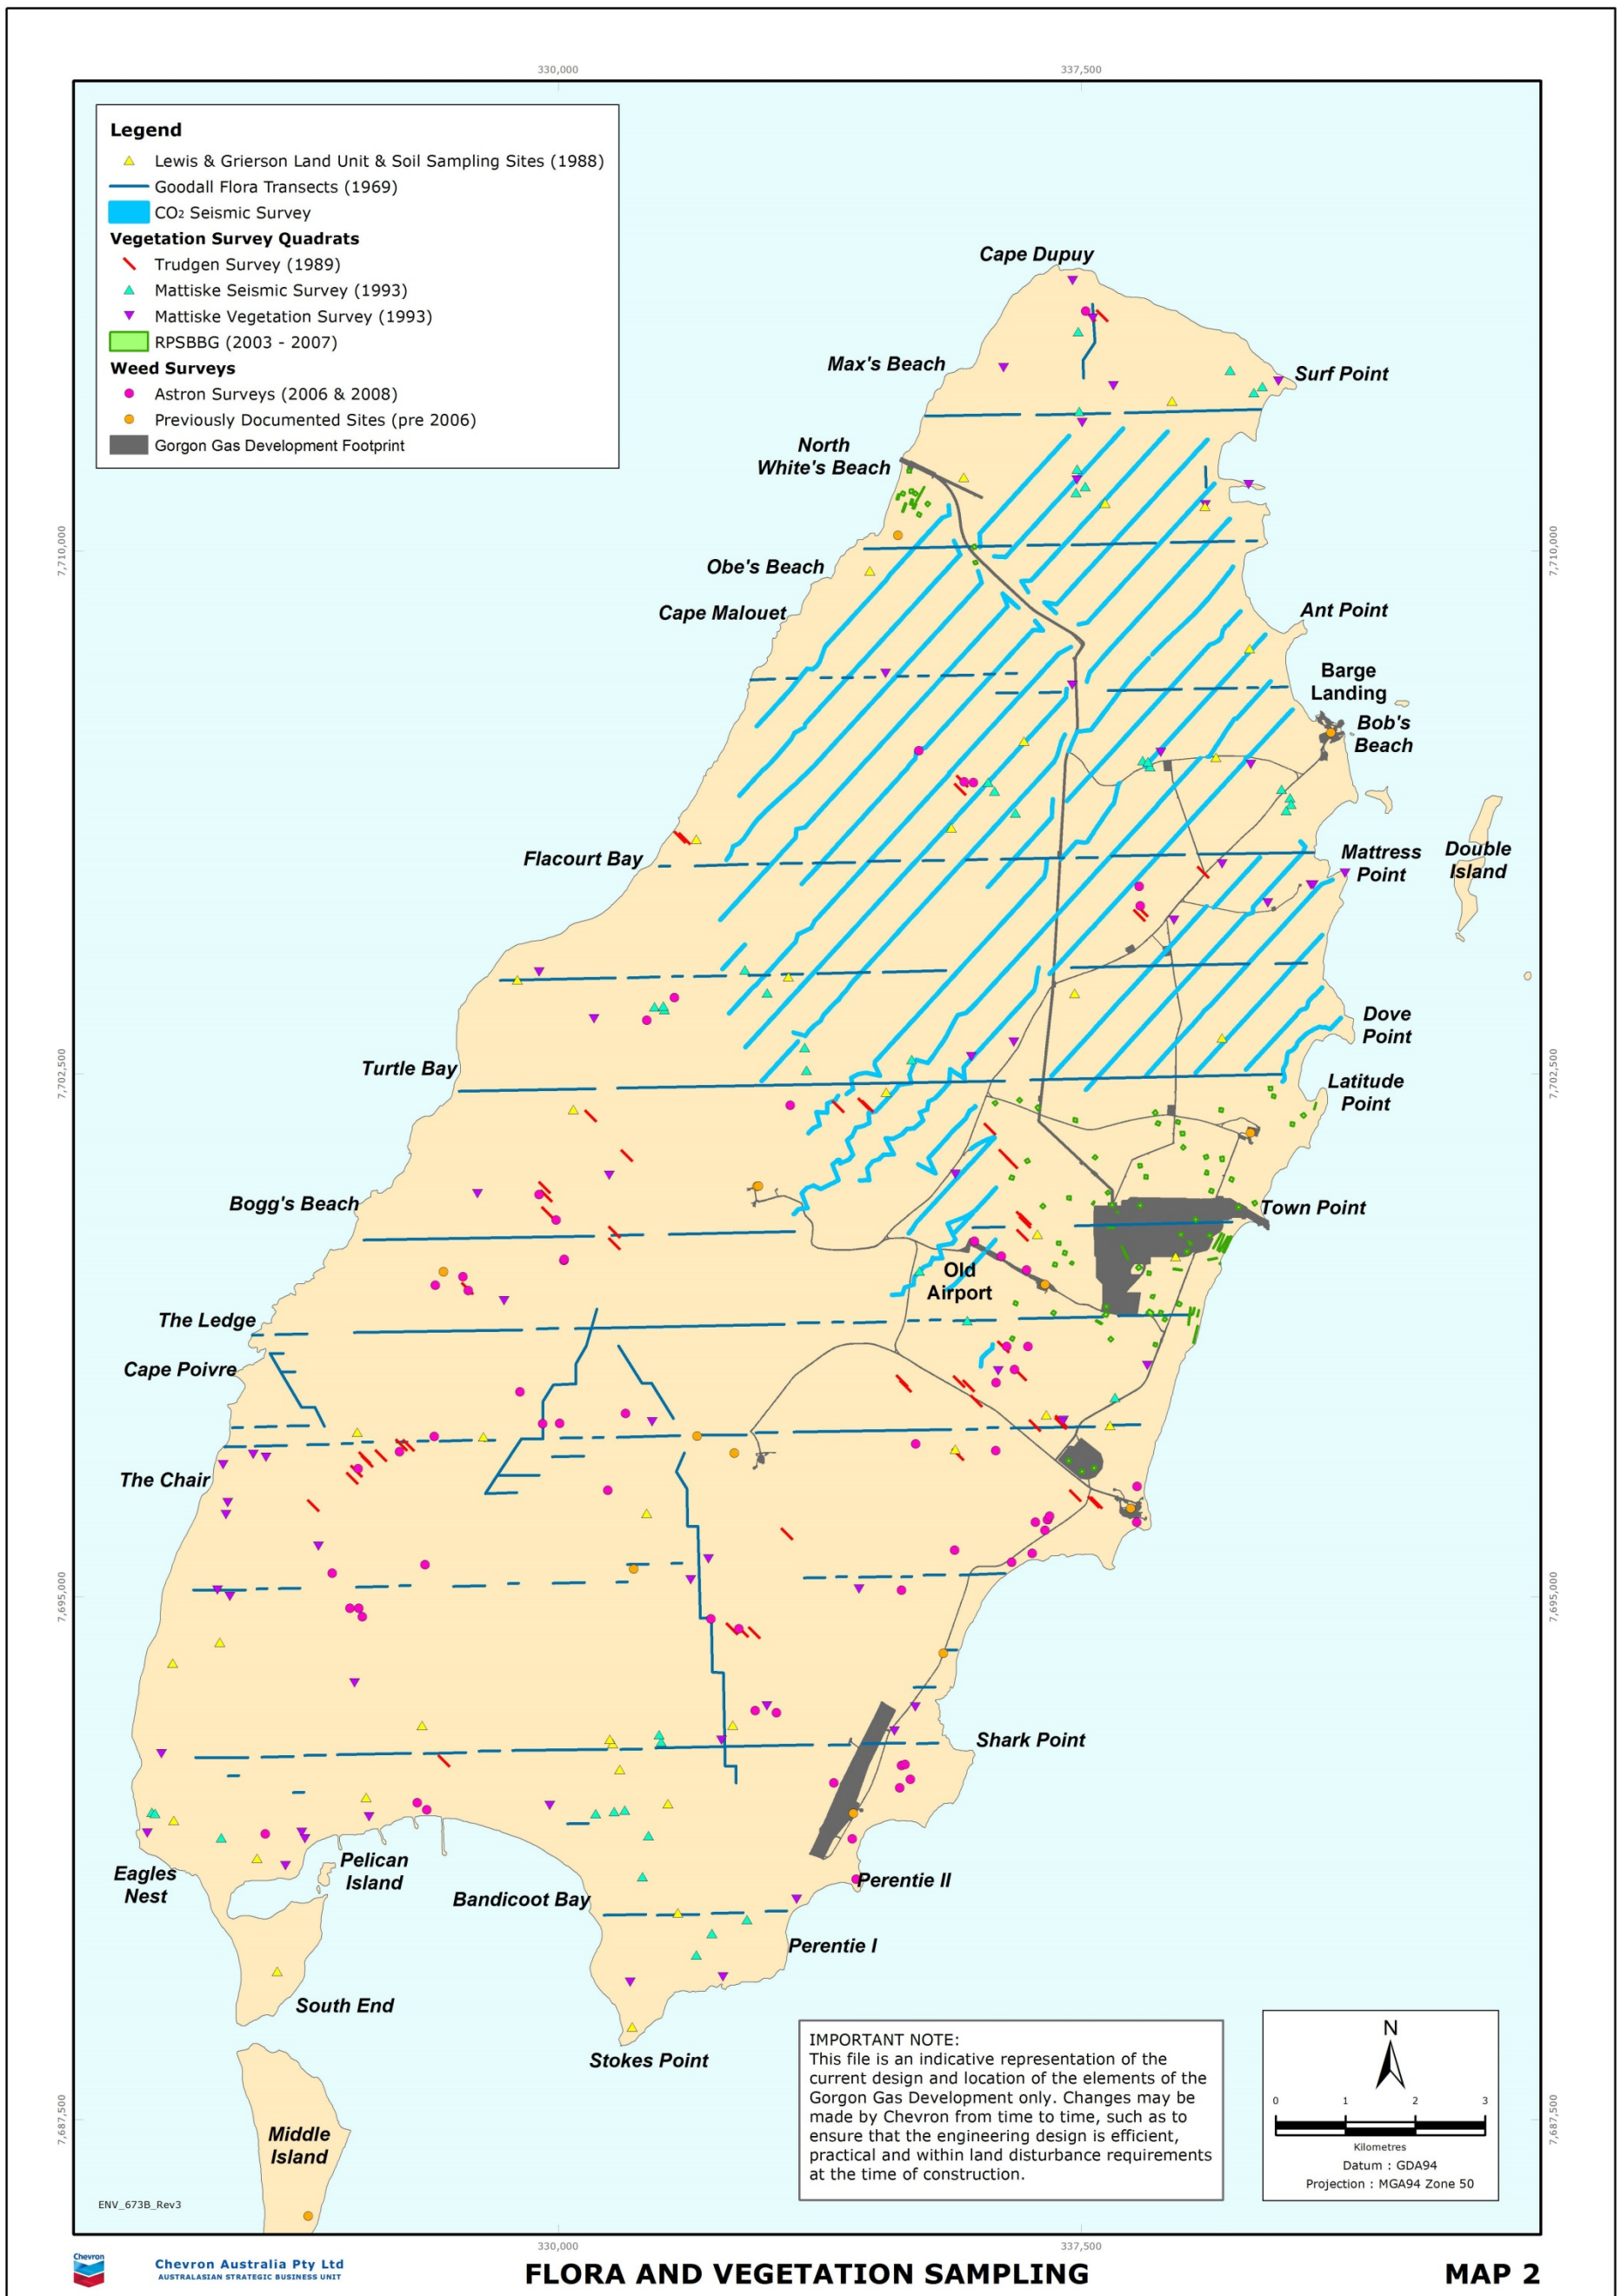 330,000
337,500
Legend
Lewis & Grierson Land Unit & Soil Sampling Sites (1988)
Goodall Flora Transects (1969)
CO2 Seismic Survey
Vegetation Survey Quadrats
Trudgen Survey (1989)
Mattiske Seismic Survey (1993)
Mattiske Vegetation Survey (1993)
RPSBBG (2003 - 2007)
Weed Surveys
Astron Surveys (2006 & 2008)
Previously Documented Sites (pre 2006)
Gorgon Gas Development Footprint
Cape Dupuy
Max's Beach
Surf Point
North
White's Beach
7,710,000
7,710,000
Obe's Beach
Cape Malouet
Ant Point
Barge
Landing
Bob's
Beach
Flacourt Bay
Mattress
Point
Double
Island
Dove
Point
Turtle Bay
7,702,500
7,702,500
Latitude
Point
Bogg's Beach
Town Point
Old
Airport
The Ledge
Cape Poivre
The Chair
7,695,000
7,695,000
Shark Point
Eagles
Nest
Pelican
Island
Bandicoot Bay
Perentie II
Perentie I
South End
Stokes Point
Middle
Island
7,687,500
7,687,500
IMPORTANT NOTE:
This file is an indicative representation of the
current design and location of the elements of the
Gorgon Gas Development only. Changes may be
made by Chevron from time to time, such as to
ensure that the engineering design is efficient,
practical and within land disturbance requirements
at the time of construction.
N
0 1 2 3
Kilometres
Datum : GDA94
Projection : MGA94 Zone 50
ENV_673B_Rev3
330,000
337,500
Chevron
Chevron Australia Pty Ltd
AUSTRALASIAN STRATEGIC BUSINESS UNIT
FLORA AND VEGETATION SAMPLING
MAP 2